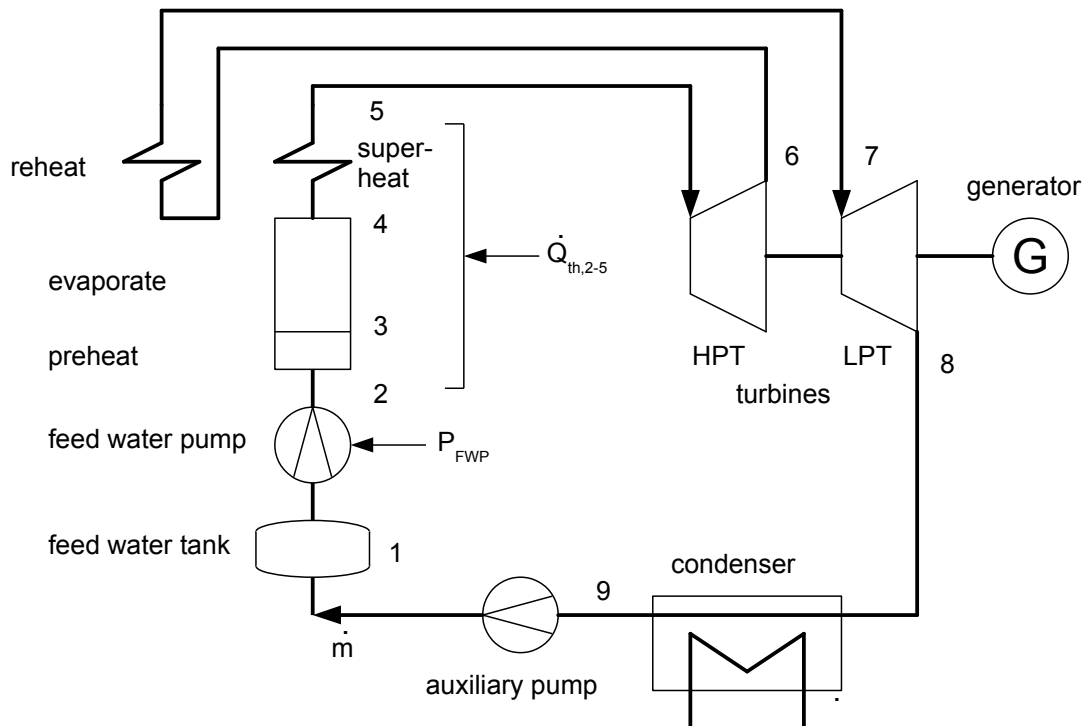 5
reheat
super-
heat
6
7
generator
4
Q̇th,2-5
G
evaporate
3
preheat
HPT
LPT
8
2
turbines
feed water pump
PFWP
feed water tank
1
condenser
9
ṁ
auxiliary pump